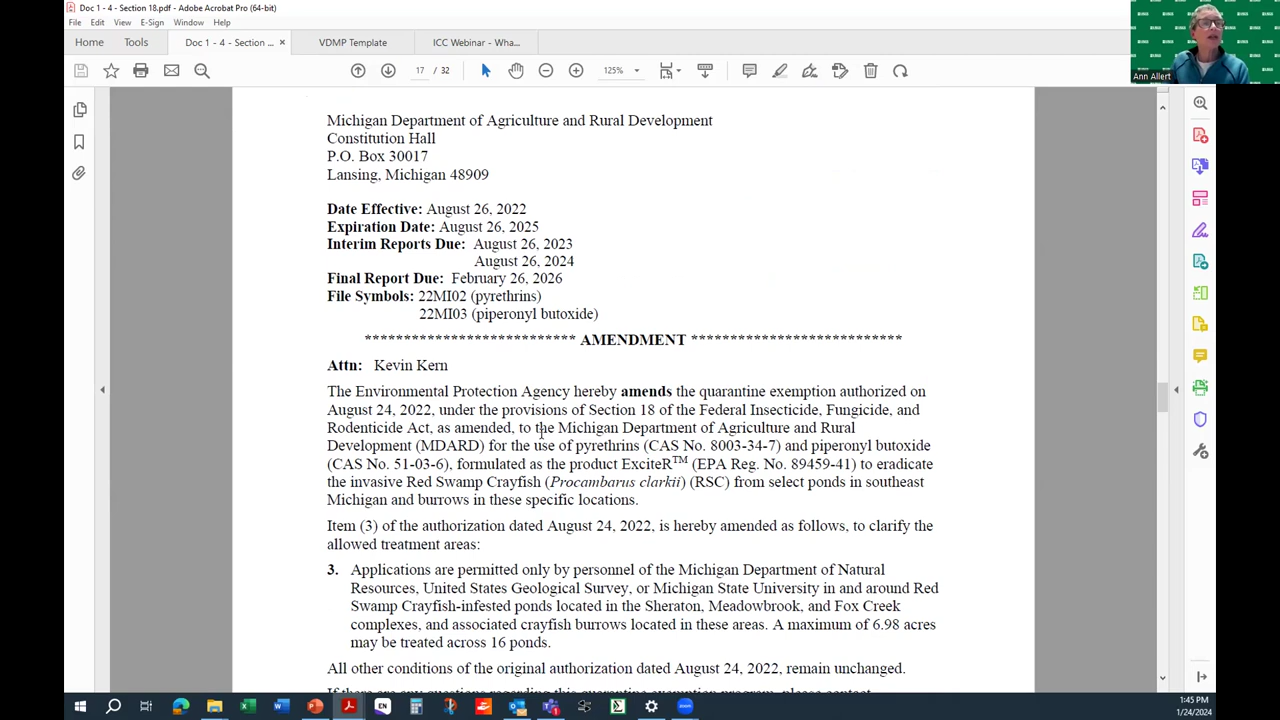 Doc 1 - 4 - Section 18.pdf - Adobe Acrobat Pro (64-bit)
File Edit View E-Sign Window Help
Home Tools Doc 1 - 4 - Section ... × VDMP Template ICC Webinar - Wha...
17 / 32 125%
Ann Allert
Michigan Department of Agriculture and Rural Development
Constitution Hall
P.O. Box 30017
Lansing, Michigan 48909
Date Effective: August 26, 2022
Expiration Date: August 26, 2025
Interim Reports Due: August 26, 2023
August 26, 2024
Final Report Due: February 26, 2026
File Symbols: 22MI02 (pyrethrins)
22MI03 (piperonyl butoxide)
************************** AMENDMENT **************************
Attn: Kevin Kern
The Environmental Protection Agency hereby amends the quarantine exemption authorized on
August 24, 2022, under the provisions of Section 18 of the Federal Insecticide, Fungicide, and
Rodenticide Act, as amended, to the Michigan Department of Agriculture and Rural
Development (MDARD) for the use of pyrethrins (CAS No. 8003-34-7) and piperonyl butoxide
(CAS No. 51-03-6), formulated as the product ExciteR™ (EPA Reg. No. 89459-41) to eradicate
the invasive Red Swamp Crayfish (Procambarus clarkii) (RSC) from select ponds in southeast
Michigan and burrows in these specific locations.
Item (3) of the authorization dated August 24, 2022, is hereby amended as follows, to clarify the
allowed treatment areas:
3. Applications are permitted only by personnel of the Michigan Department of Natural
Resources, United States Geological Survey, or Michigan State University in and around Red
Swamp Crayfish-infested ponds located in the Sheraton, Meadowbrook, and Fox Creek
complexes, and associated crayfish burrows located in these areas. A maximum of 6.98 acres
may be treated across 16 ponds.
All other conditions of the original authorization dated August 24, 2022, remain unchanged.
If there are any questions regarding this quarantine exemption program, please contact
1:45 PM
1/24/2024